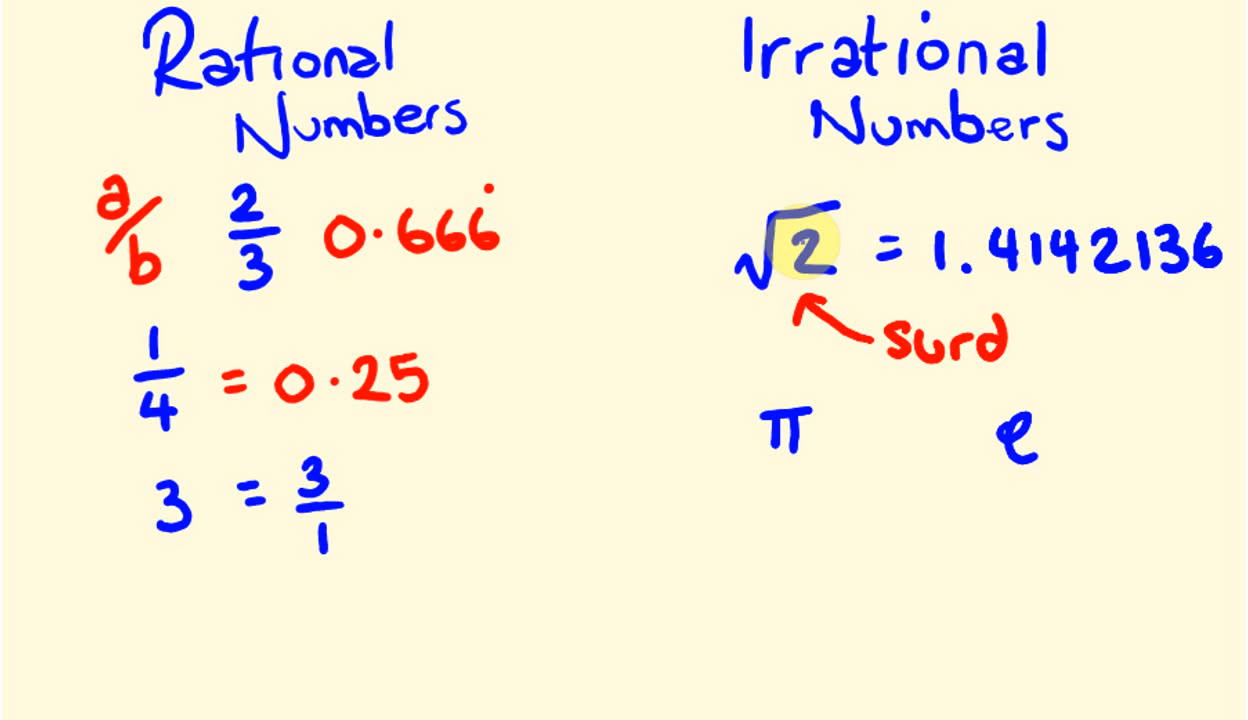 Rational
Numbers
a/b 2/3 0.666̇
1/4 = 0.25
3 = 3/1
Irrational
Numbers
√2 = 1.4142136
surd
π e